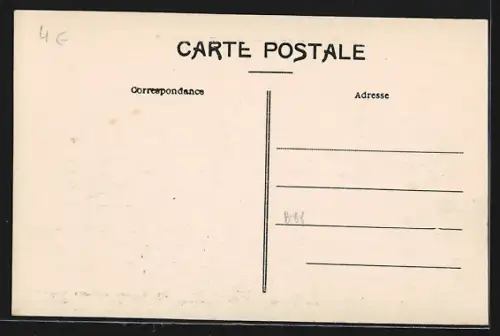 4 €
CARTE POSTALE
Correspondance
Adresse